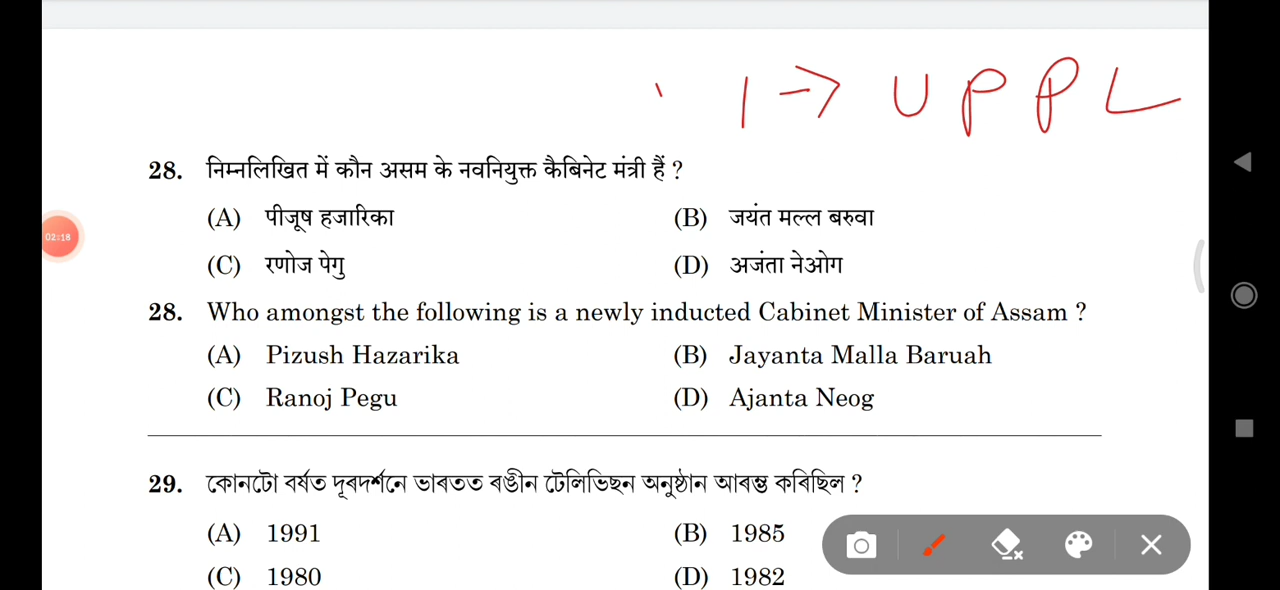 1 → UPPL
28. निम्नलिखित में कौन असम के नवनियुक्त कैबिनेट मंत्री हैं ?
(A) पीजूष हजारिका (B) जयंत मल्ल बरुवा
(C) रणोज पेगु (D) अजंता नेओग
02:18
28. Who amongst the following is a newly inducted Cabinet Minister of Assam ?
(A) Pizush Hazarika (B) Jayanta Malla Baruah
(C) Ranoj Pegu (D) Ajanta Neog
29. কোনটো বৰ্ষত দূৰদৰ্শনে ভাৰতত ৰঙীন টেলিভিছন অনুষ্ঠান আৰম্ভ কৰিছিল ?
(A) 1991 (B) 1985
(C) 1980 (D) 1982